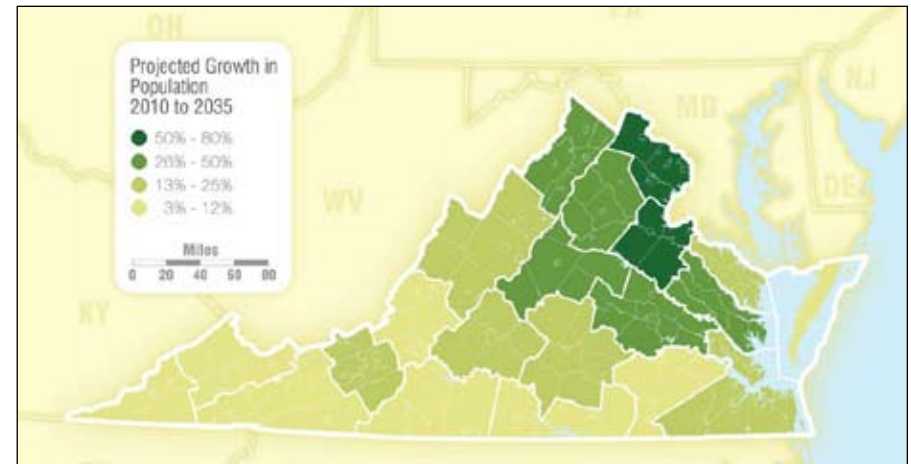 OH
PA
Projected Growth in
Population
2010 to 2035
50% - 80%
26% - 50%
13% - 25%
3% - 12%
Miles
0 20 40 60 80
NJ
MD
DE
WV
KY